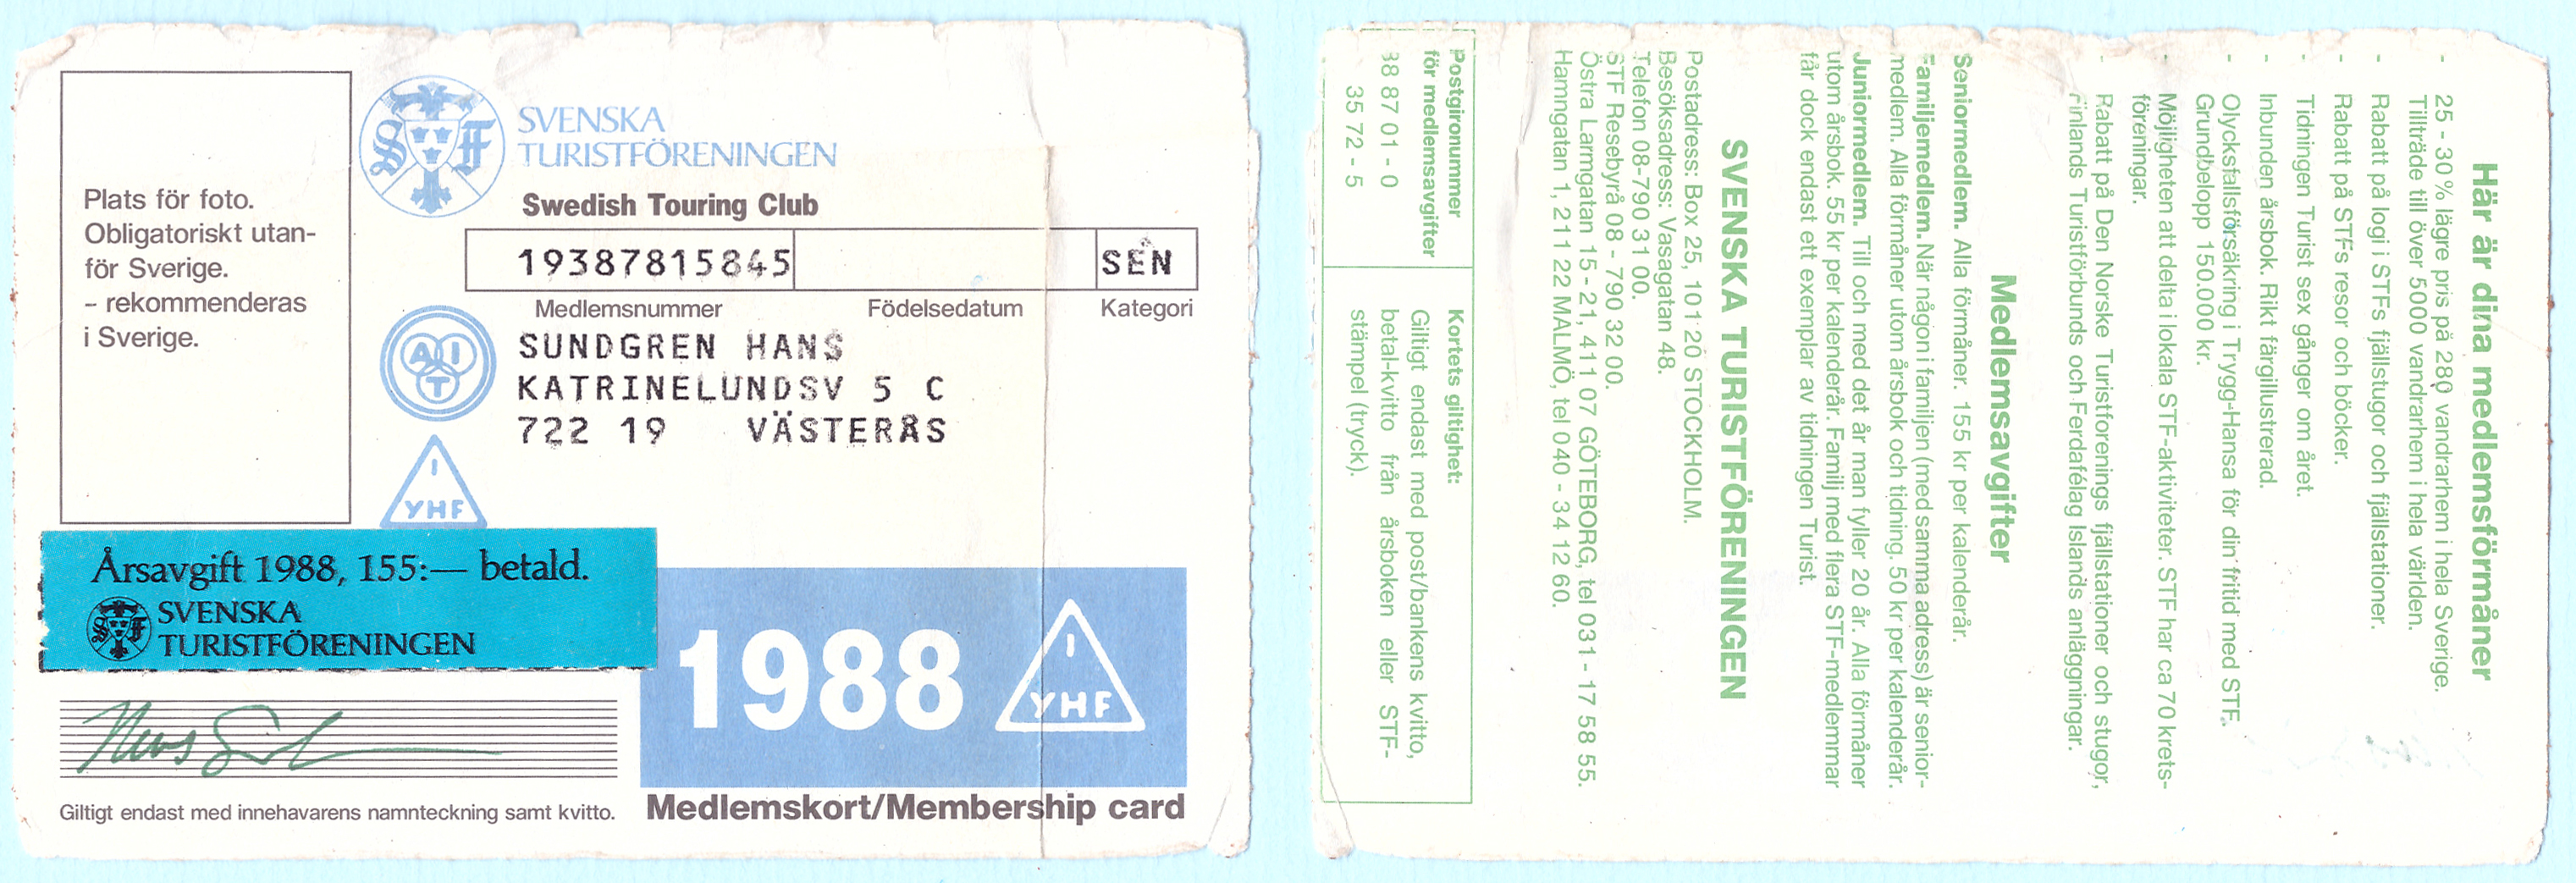 Plats för foto.
Obligatoriskt utan-
för Sverige.
- rekommenderas
i Sverige.
S F
SVENSKA
TURISTFÖRENINGEN
Swedish Touring Club
19387815845
SEN
Medlemsnummer Födelsedatum Kategori
AIT
SUNDGREN HANS
KATRINELUNDSV 5 C
722 19 VÄSTERÅS
I
YHF
Årsavgift 1988, 155:— betald.
SVENSKA
TURISTFÖRENINGEN
1988
I
YHF
Hans
Giltigt endast med innehavarens namnteckning samt kvitto.
Medlemskort/Membership card
Här är dina medlemsförmåner
- 25 - 30 % lägre pris på 280 vandrarhem i hela Sverige.
Tillträde till över 5000 vandrarhem i hela världen.
- Rabatt på logi i STFs fjällstugor och fjällstationer.
- Rabatt på STFs resor och böcker.
- Tidningen Turist sex gånger om året.
- Inbunden årsbok. Rikt färgillustrerad.
- Olycksfallsförsäkring i Trygg-Hansa för din fritid med STF.
Grundbelopp 150.000 kr.
- Möjligheten att delta i lokala STF-aktiviteter. STF har ca 70 krets-
föreningar.
- Rabatt på Den Norske Turistforenings fjällstationer och stugor,
Finlands Turistförbunds och Ferdafélag Islands anläggningar.
Medlemsavgifter
Seniormedlem. Alla förmåner. 155 kr per kalenderår.
Familjemedlem. När någon i familjen (med samma adress) är senior-
medlem. Alla förmåner utom årsbok och tidning. 50 kr per kalenderår.
Juniormedlem. Till och med det år man fyller 20 år. Alla förmåner
utom årsbok. 55 kr per kalenderår. Familj med flera STF-medlemmar
får dock endast ett exemplar av tidningen Turist.
SVENSKA TURISTFÖRENINGEN
Postadress: Box 25, 101 20 STOCKHOLM.
Besöksadress: Vasagatan 48.
Telefon 08-790 31 00.
STF Resebyrå 08 - 790 32 00.
Östra Larmgatan 15 - 21, 411 07 GÖTEBORG, tel 031 - 17 58 55.
Hamngatan 1, 211 22 MALMÖ, tel 040 - 34 12 60.
Postgironummer
för medlemsavgifter
88 87 01 - 0
35 72 - 5
Kortets giltighet:
Giltigt endast med post/bankens kvitto,
betal-kvitto från årsboken eller STF-
stämpel (tryck).